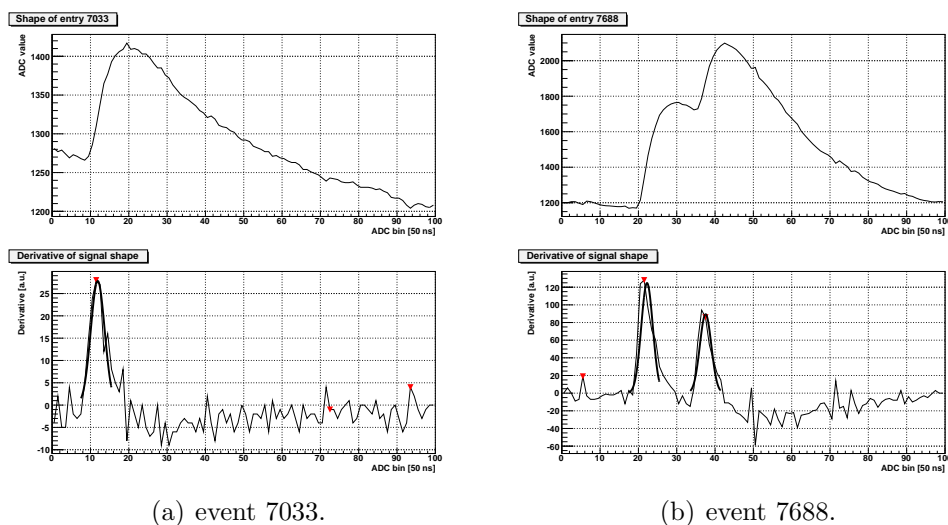 Shape of entry 7033
ADC value
1400
1350
1300
1250
1200
0 10 20 30 40 50 60 70 80 90 100
ADC bin [50 ns]
Derivative of signal shape
Derivative [a.u.]
25
20
15
10
5
0
-5
-10
0 10 20 30 40 50 60 70 80 90 100
ADC bin [50 ns]
(a) event 7033.
Shape of entry 7688
ADC value
2000
1800
1600
1400
1200
0 10 20 30 40 50 60 70 80 90 100
ADC bin [50 ns]
Derivative of signal shape
Derivative [a.u.]
120
100
80
60
40
20
0
-20
-40
-60
0 10 20 30 40 50 60 70 80 90 100
ADC bin [50 ns]
(b) event 7688.